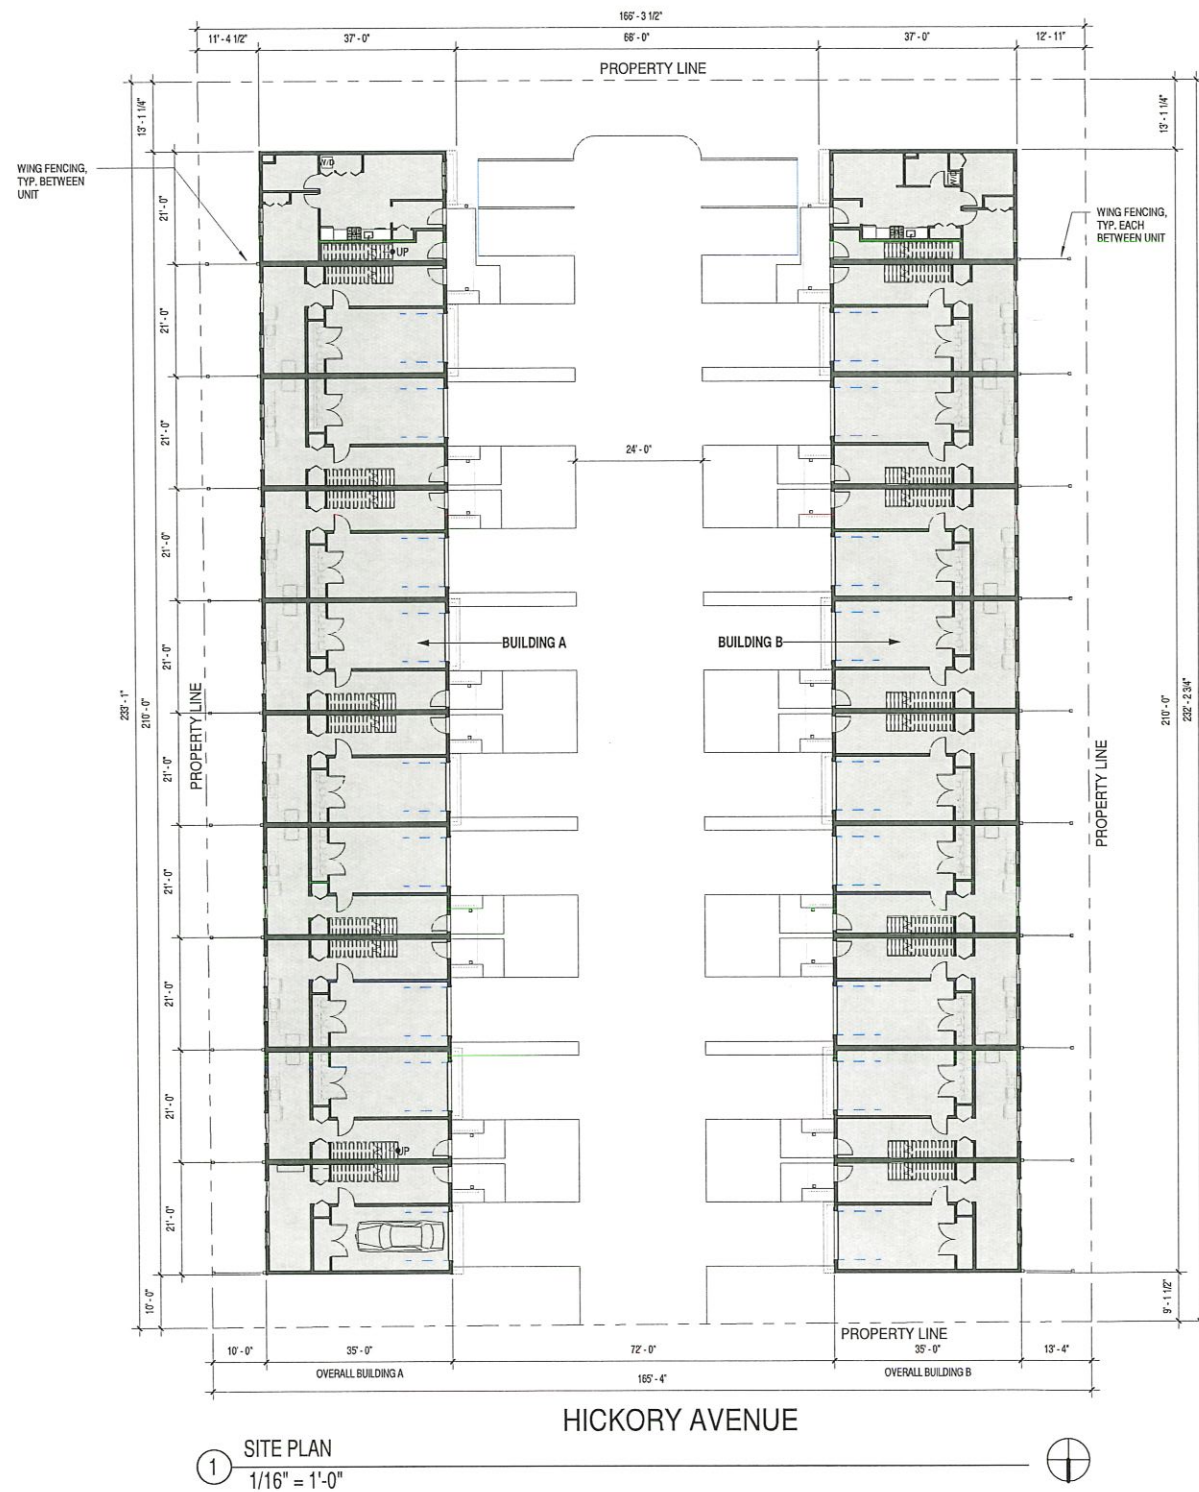 166' - 3 1/2"
11' - 4 1/2"
37' - 0"
68' - 0"
37' - 0"
12' - 11"
PROPERTY LINE
13' - 1 1/4"
13' - 1 1/4"
WING FENCING,
TYP. BETWEEN
UNIT
W/D
W/D
WING FENCING,
TYP. EACH
BETWEEN UNIT
UP
21' - 0"
21' - 0"
21' - 0"
24' - 0"
21' - 0"
BUILDING A
BUILDING B
21' - 0"
233' - 1"
210' - 0"
PROPERTY LINE
210' - 0"
232' - 2 3/4"
PROPERTY LINE
21' - 0"
21' - 0"
21' - 0"
21' - 0"
UP
21' - 0"
10' - 0"
9' - 1 1/2"
PROPERTY LINE
10' - 0"
35' - 0"
72' - 0"
35' - 0"
13' - 4"
OVERALL BUILDING A
OVERALL BUILDING B
165' - 4"
HICKORY AVENUE
1
SITE PLAN
1/16" = 1'-0"